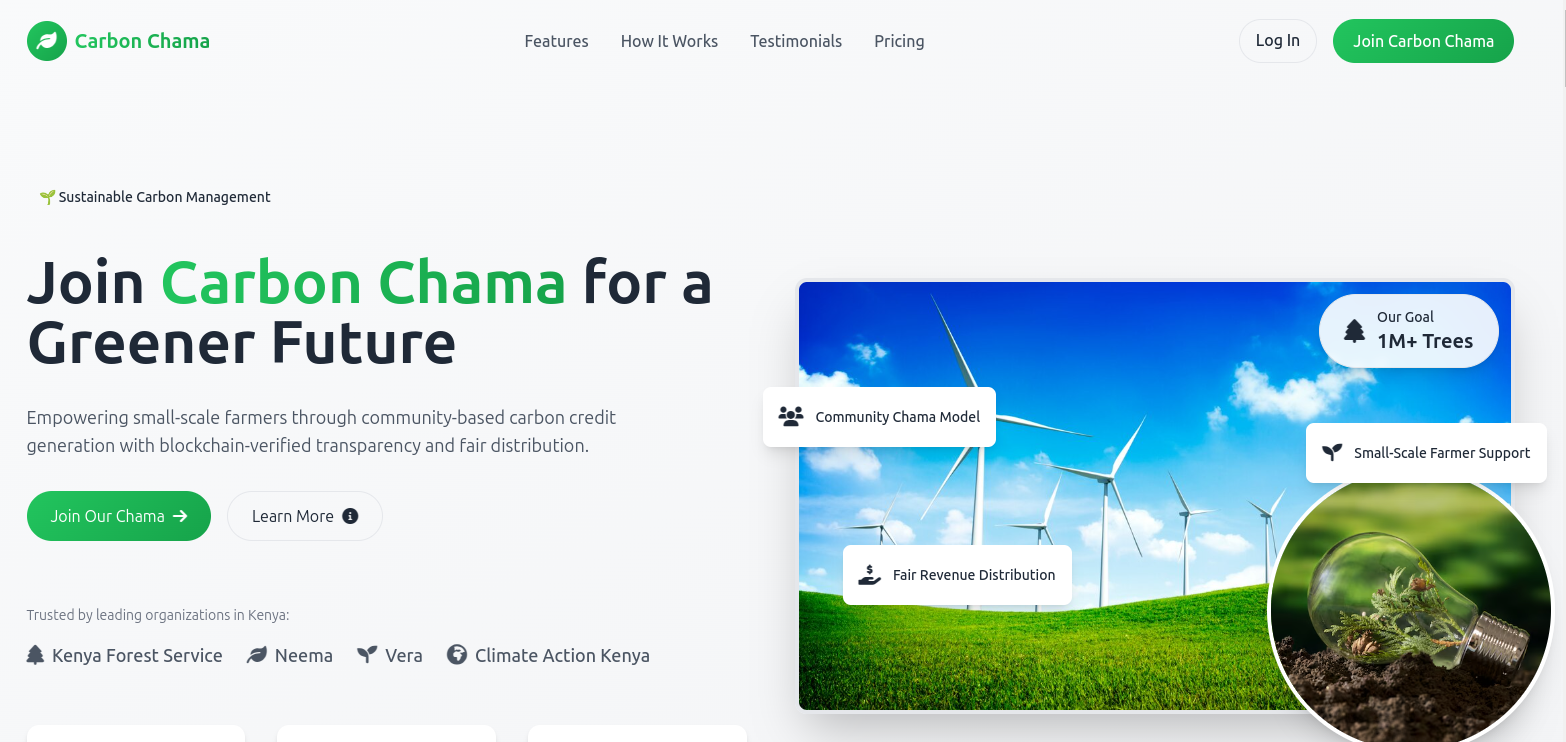 Carbon Chama
Features
How It Works
Testimonials
Pricing
Log In
Join Carbon Chama
🌱 Sustainable Carbon Management
Join Carbon Chama for a
Greener Future
Empowering small-scale farmers through community-based carbon credit
generation with blockchain-verified transparency and fair distribution.
Join Our Chama
Learn More
Trusted by leading organizations in Kenya:
Kenya Forest Service
Neema
Vera
Climate Action Kenya
Our Goal
1M+ Trees
Community Chama Model
Small-Scale Farmer Support
Fair Revenue Distribution